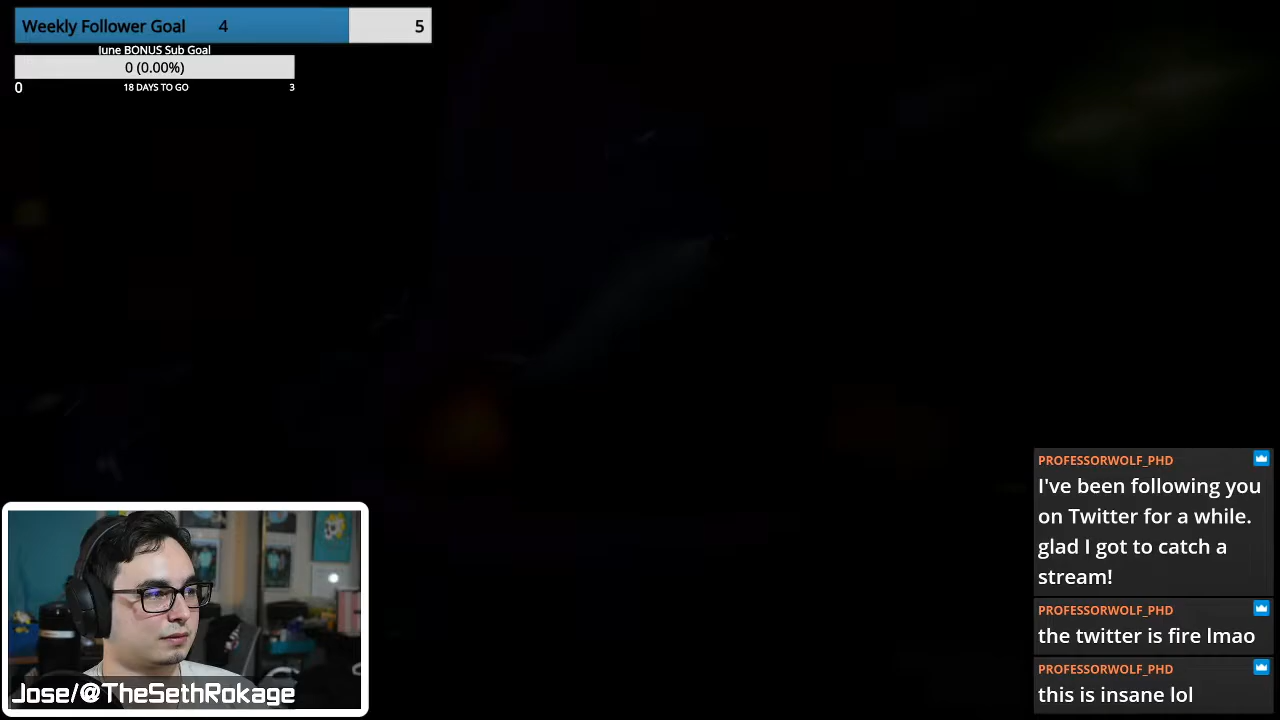 Weekly Follower Goal 4 5
June BONUS Sub Goal
0 (0.00%)
0 18 DAYS TO GO 3
PROFESSORWOLF_PHD
I've been following you
on Twitter for a while.
glad I got to catch a
stream!
PROFESSORWOLF_PHD
the twitter is fire lmao
PROFESSORWOLF_PHD
this is insane lol
Jose/@TheSethRokage